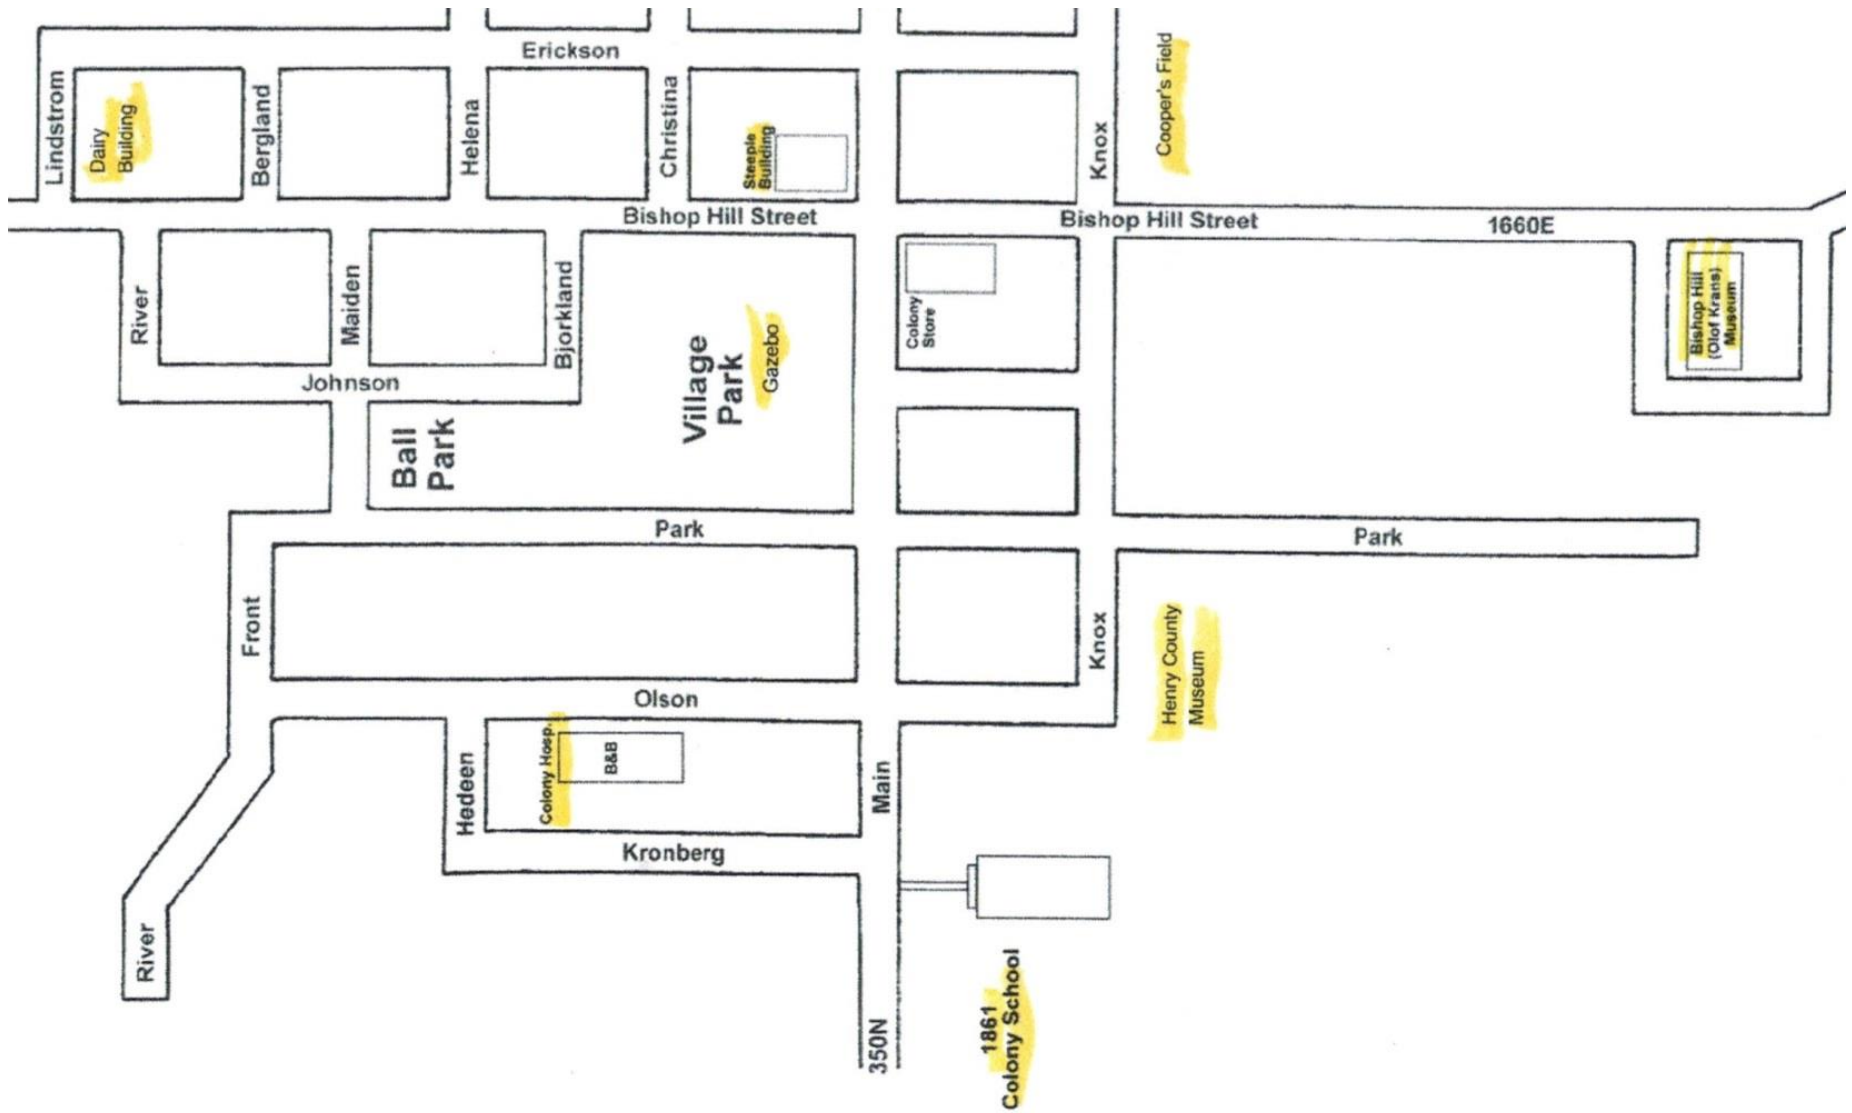 Erickson
Lindstrom
Dairy
Building
Bergland
Helena
Christina
Steeple
Building
Knox
Cooper's Field
Bishop Hill Street
Bishop Hill Street
1660E
River
Maiden
Bjorkland
Johnson
Village
Park
Gazebo
Colony
Store
Bishop Hill
(Olof Krans)
Museum
Ball
Park
Park
Park
Front
Knox
Henry County
Museum
Olson
Hedeen
Colony Hosp.
B&B
Main
Kronberg
River
350N
1861
Colony School